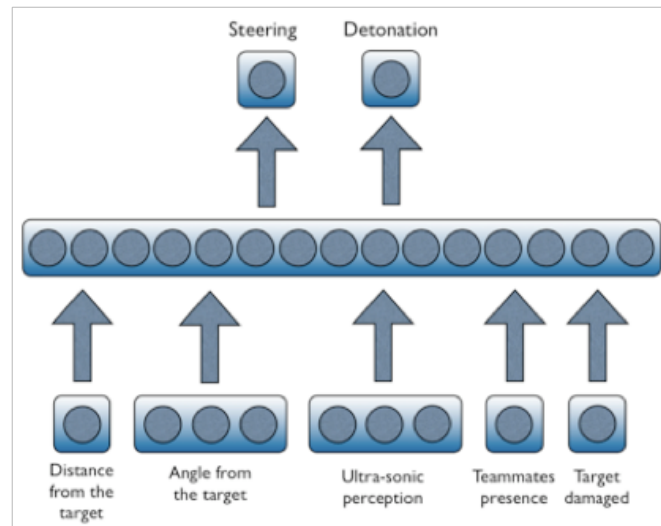 Steering
Detonation
Distance
from the
target
Angle from
the target
Ultra-sonic
perception
Teammates
presence
Target
damaged